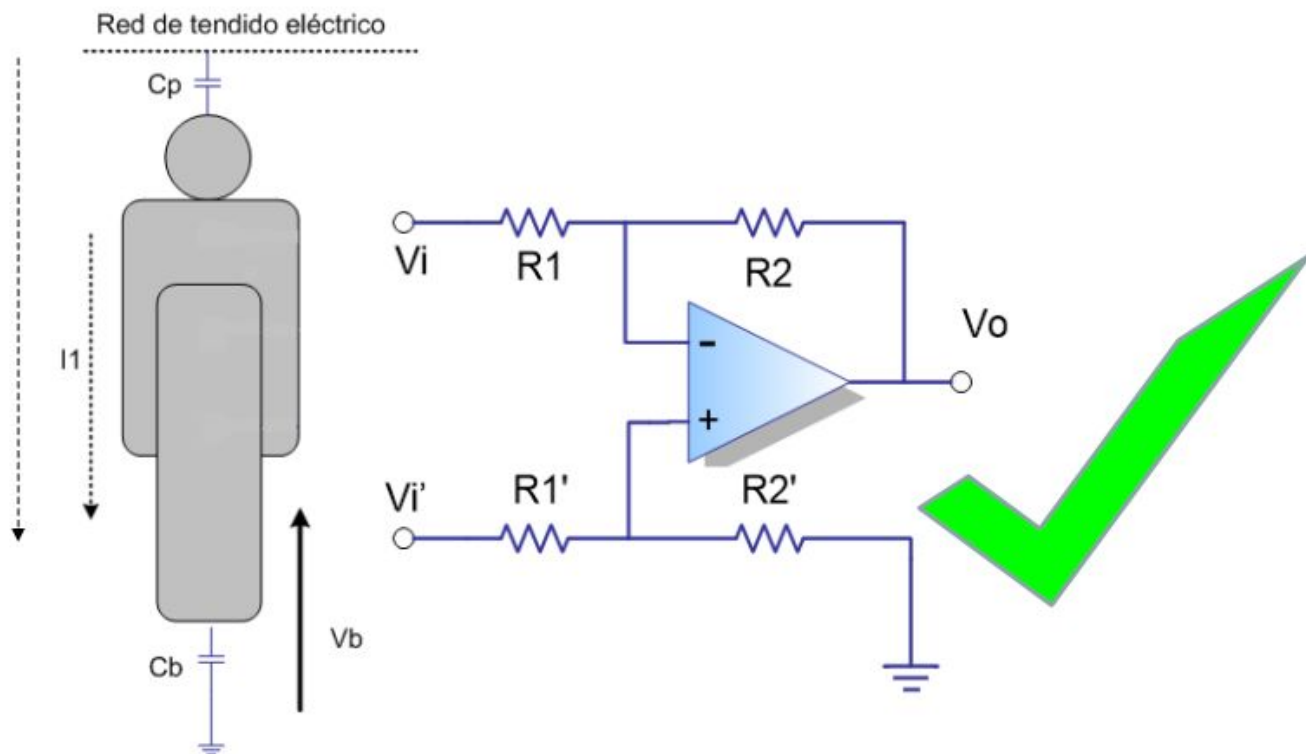 Red de tendido eléctrico
Cp
I1
Vb
Cb
Vi
R1
R2
-
+
Vo
Vi’
R1'
R2'